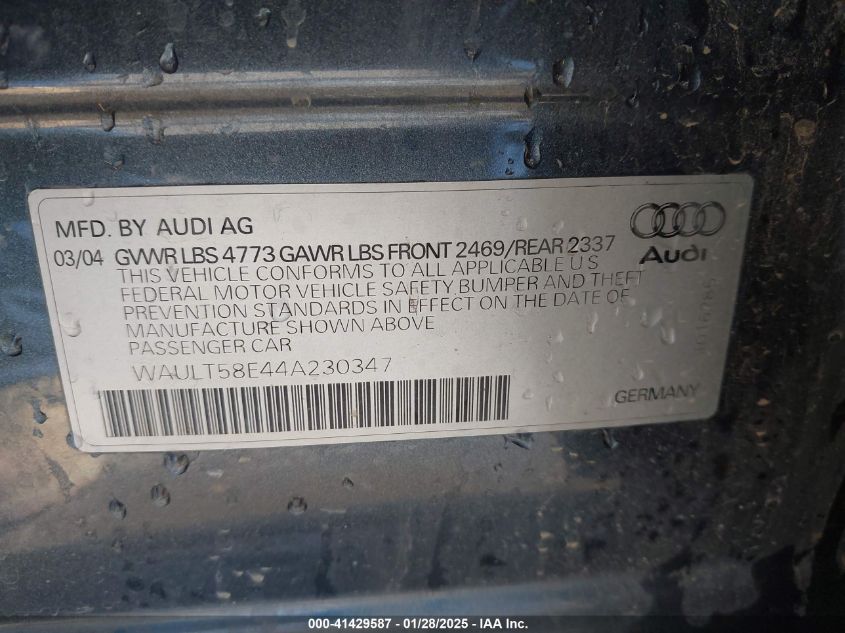 MFD. BY AUDI AG
03/04 GVWR LBS 4773 GAWR LBS FRONT 2469/REAR 2337
THIS VEHICLE CONFORMS TO ALL APPLICABLE U S
FEDERAL MOTOR VEHICLE SAFETY BUMPER AND THEFT
PREVENTION STANDARDS IN EFFECT ON THE DATE OF
MANUFACTURE SHOWN ABOVE
PASSENGER CAR
WAULT58E44A230347
Audi
GERMANY
000-41429587 - 01/28/2025 - IAA Inc.